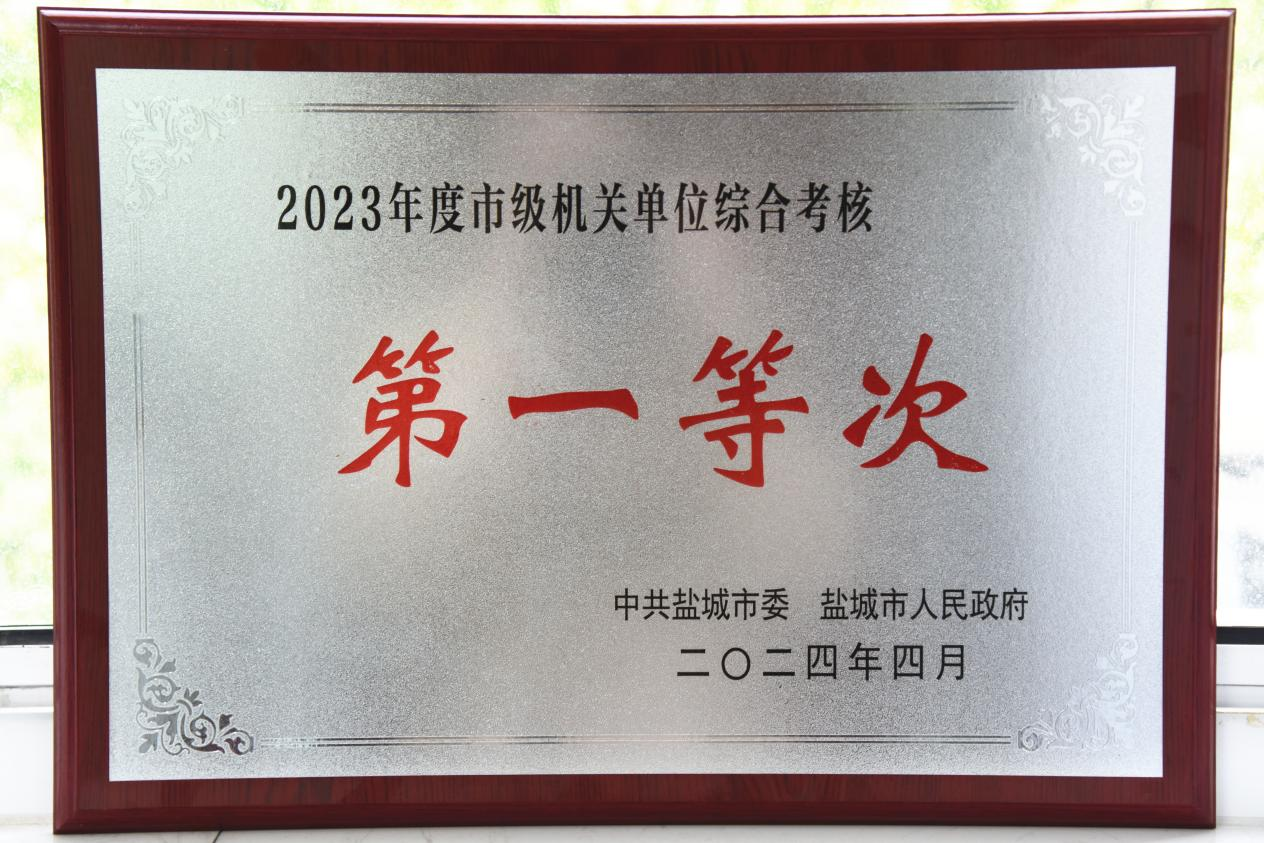 2023年度市级机关单位综合考核
第一等次
中共盐城市委　盐城市人民政府
二〇二四年四月